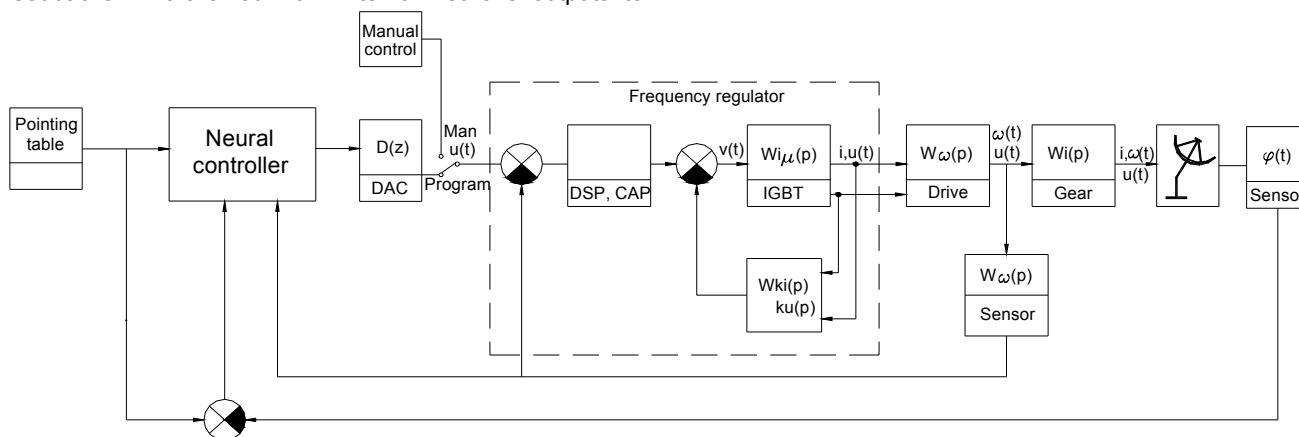 Manual
control
Frequency regulator
Pointing
table
Neural
controller
D(z)
DAC
Man
u(t)
Program
DSP, CAP
v(t)
Wiμ(p)
IGBT
i,u(t)
Wω(p)
Drive
ω(t)
u(t)
Wi(p)
Gear
i,ω(t)
u(t)
φ(t)
Sensor
Wki(p)
ku(p)
Wω(p)
Sensor